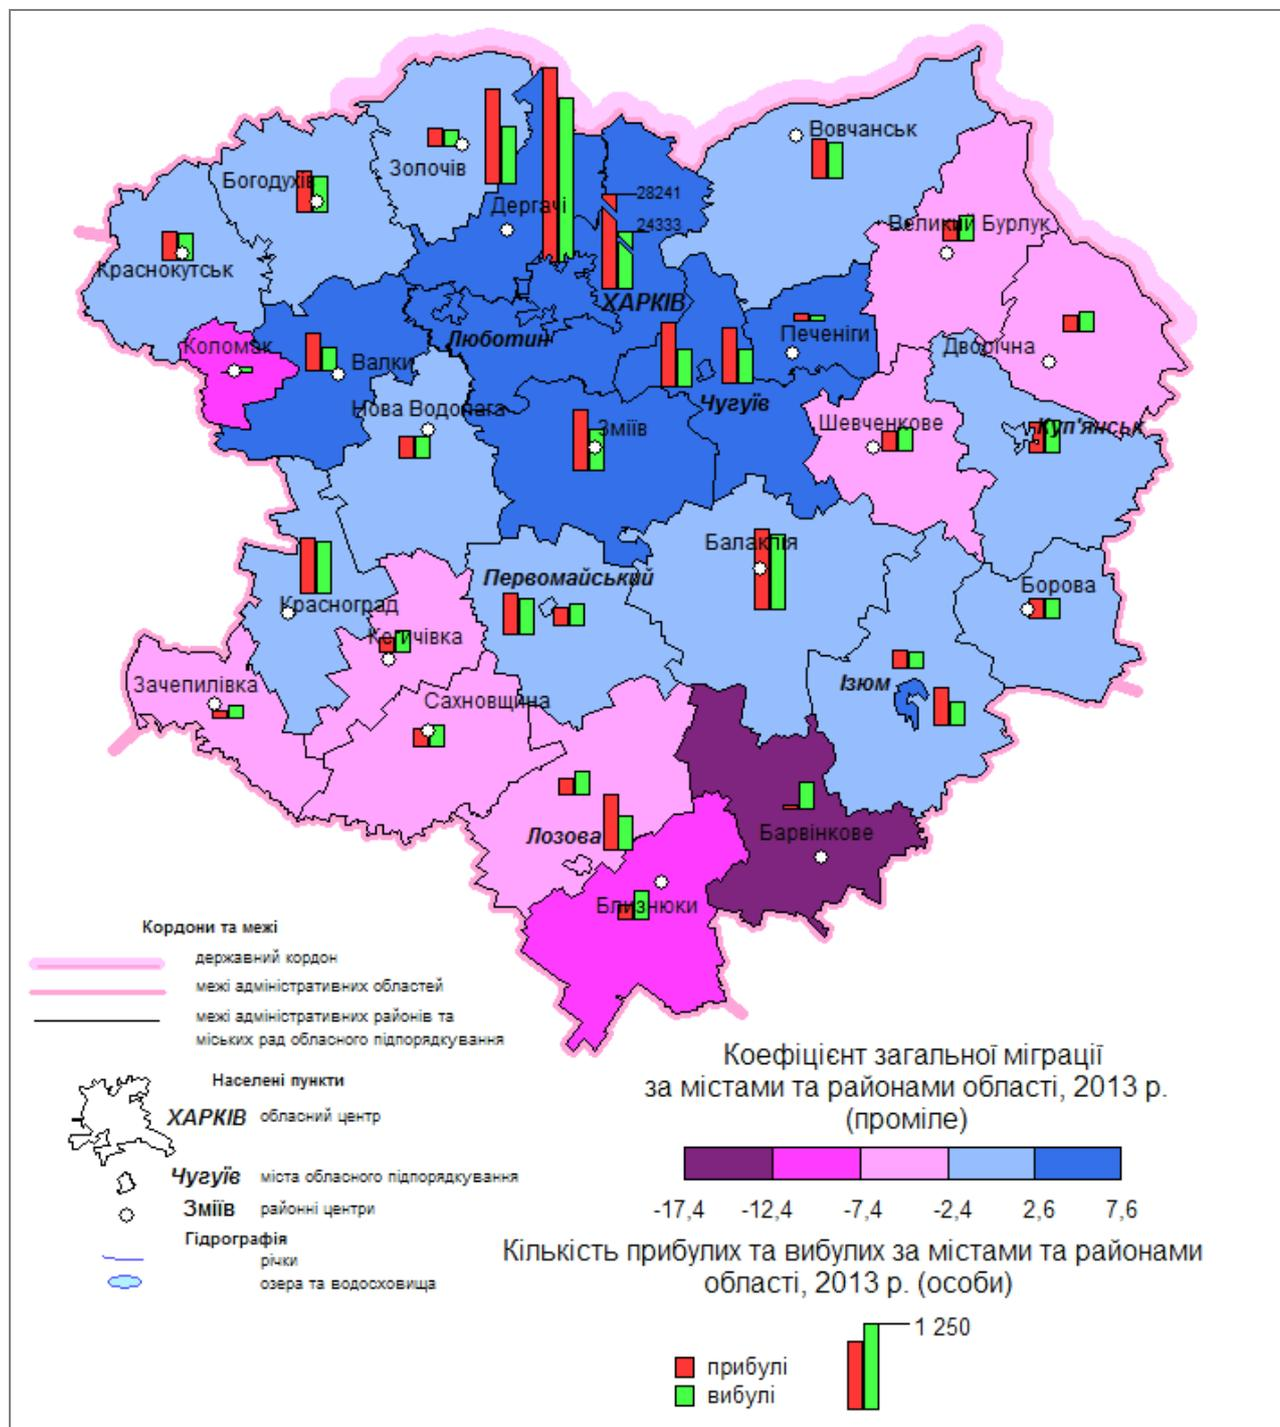 Вовчанськ
Золочів
Богодухів
Дергачі
28241
24333
Великий Бурлук
Краснокутськ
ХАРКІВ
Люботин
Печеніги
Коломак
Дворічна
Валки
Чугуїв
Нова Водолага
Зміїв
Шевченкове
Куп'янськ
Балаклія
Первомайський
Борова
Красноград
Кегичівка
Зачепилівка
Ізюм
Сахновщина
Лозова
Барвінкове
Близнюки
Кордони та межі
державний кордон
межі адміністративних областей
межі адміністративних районів та
міських рад обласного підпорядкування
Населені пункти
ХАРКІВ обласний центр
Чугуїв міста обласного підпорядкування
Зміїв районні центри
Гідрографія
річки
озера та водосховища
Коефіцієнт загальної міграції
за містами та районами області, 2013 р.
(проміле)
-17,4 -12,4 -7,4 -2,4 2,6 7,6
Кількість прибулих та вибулих за містами та районами
області, 2013 р. (особи)
1 250
прибулі
вибулі